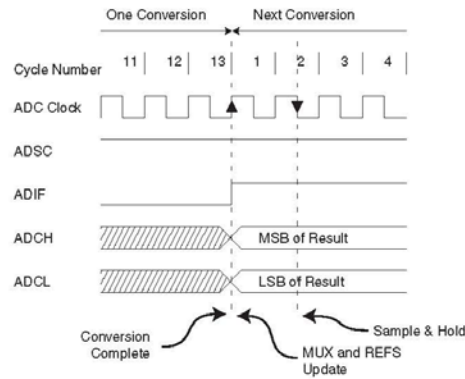 One Conversion Next Conversion
Cycle Number 11 12 13 1 2 3 4
ADC Clock
ADSC
ADIF
ADCH MSB of Result
ADCL LSB of Result
Conversion
Complete
MUX and REFS
Update
Sample & Hold